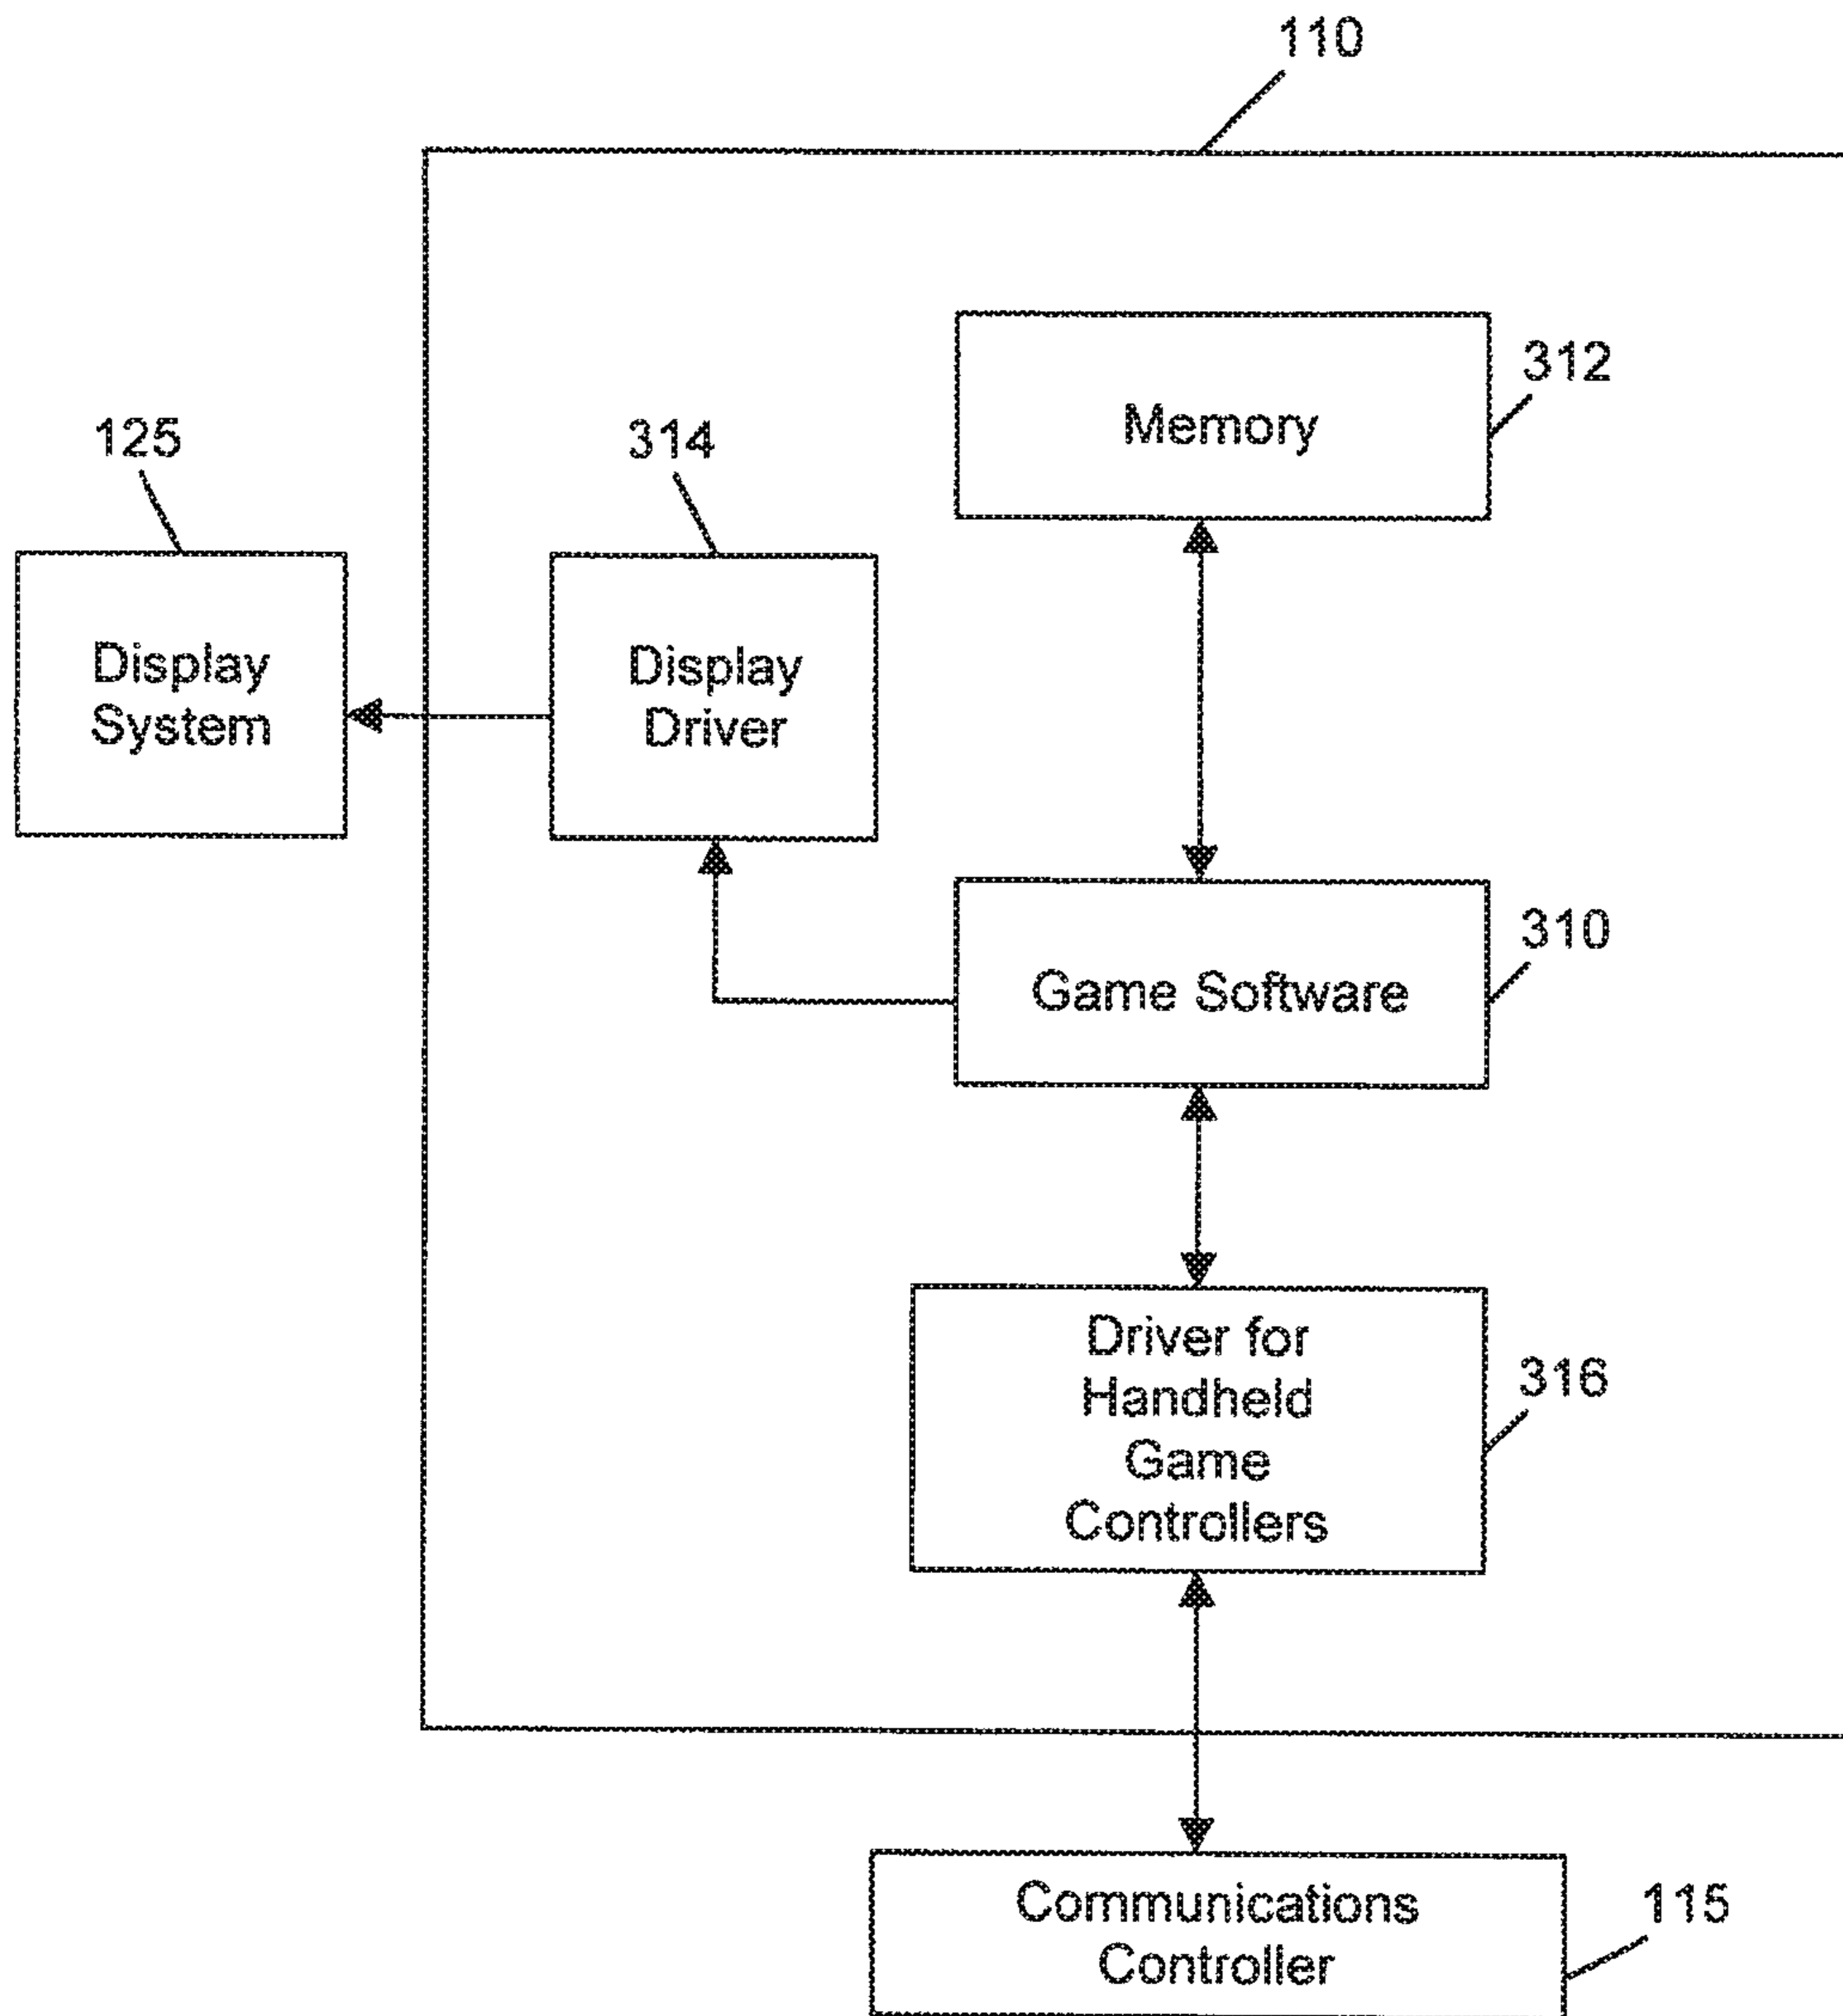 110
Memory
312
125
314
Display
System
Display
Driver
Game Software
310
Driver for
Handheld
Game
Controllers
316
Communications
Controller
115